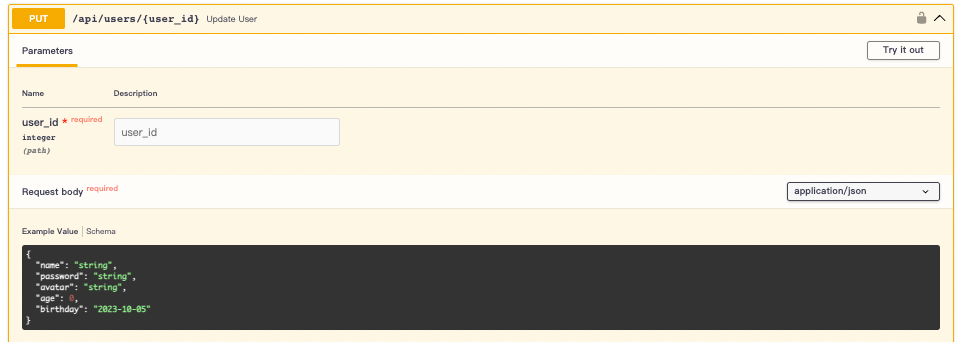 PUT /api/users/{user_id} Update User
Parameters Try it out
Name Description
user_id * required user_id
integer
(path)
Request body required application/json
Example Value | Schema
{
"name": "string",
"password": "string",
"avatar": "string",
"age": 0,
"birthday": "2023-10-05"
}